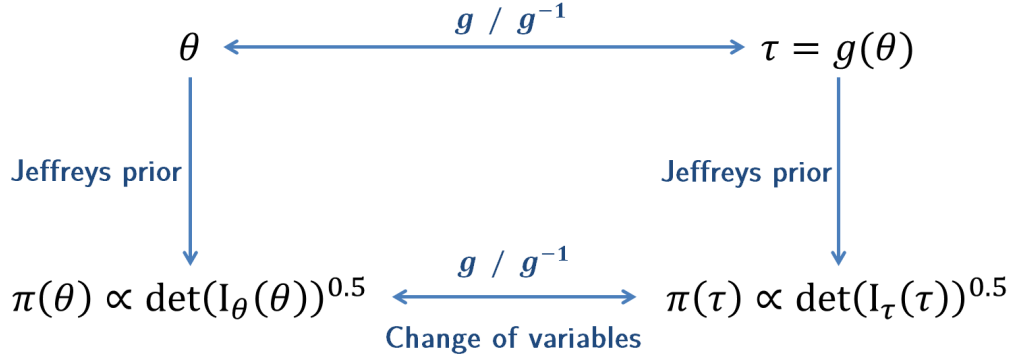 g / g⁻¹
θ
τ = g(θ)
Jeffreys prior
Jeffreys prior
g / g⁻¹
π(θ) ∝ det(I_θ(θ))^0.5
π(τ) ∝ det(I_τ(τ))^0.5
Change of variables